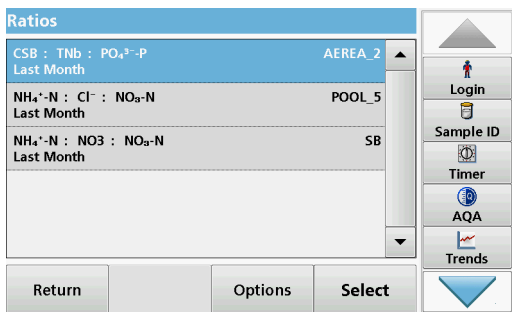 Ratios
CSB : TNb : PO₄³⁻-P AEREA_2
Last Month
NH₄⁺-N : Cl⁻ : NO₃-N POOL_5
Last Month
NH₄⁺-N : NO3 : NO₃-N SB
Last Month
Return
Options
Select
Login
Sample ID
Timer
AQA
Trends